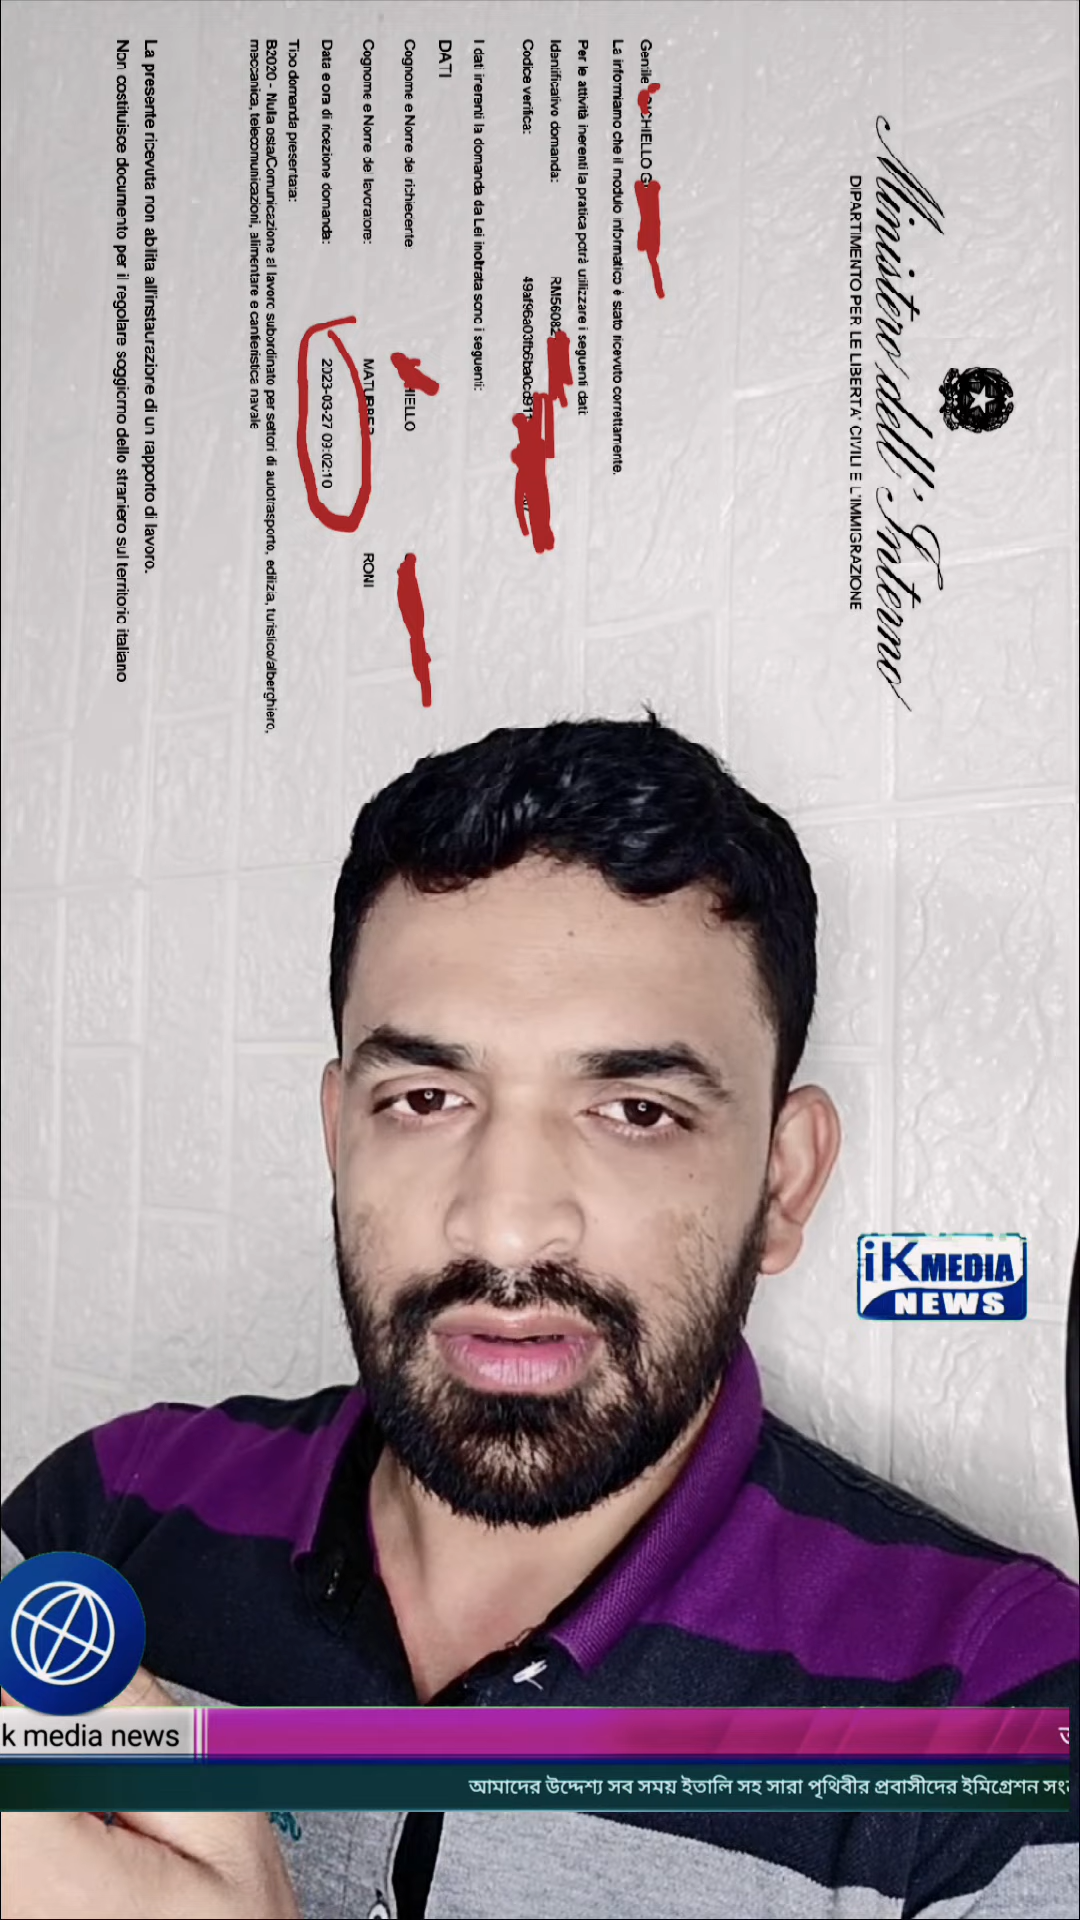 Ministero dell'Interno
DIPARTIMENTO PER LE LIBERTA' CIVILI E L'IMMIGRAZIONE
Gentile CHIELLO G
La informiamo che il modulo informatico è stato ricevuto correttamente.
Per le attività inerenti la pratica potrà utilizzare i seguenti dati:
Identificativo domanda: RM56082
Codice verifica: 49af96a03fb6ba0cd91
I dati inerenti la domanda da Lei inoltrata sono i seguenti:
DATI
Cognome e Nome del richiedente HIELLO
Cognome e Nome del lavoratore: RONI
Data e ora di ricezione domanda: 2023-03-27 09:02:10
Tipo domanda presentata:
B2020 - Nulla osta/Comunicazione al lavoro subordinato per settori di autotrasporto, edilizia, turistico/alberghiero,
meccanica, telecomunicazioni, alimentare e cantieristica navale
La presente ricevuta non abilita all'instaurazione di un rapporto di lavoro.
Non costituisce documento per il regolare soggiorno dello straniero sul territorio italiano
iK MEDIA
NEWS
k media news
আমাদের উদ্দেশ্য সব সময় ইতালি সহ সারা পৃথিবীর প্রবাসীদের ইমিগ্রেশন